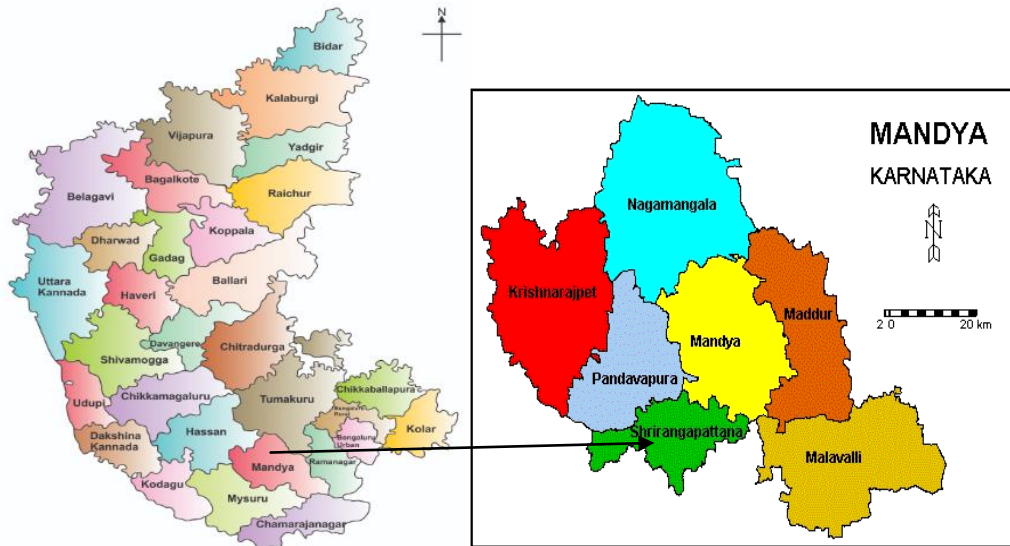 N
Bidar
Kalaburgi
Vijapura
Yadgir
Bagalkote
Belagavi
Raichur
Koppala
Dharwad
Gadag
Uttara
Kannada
Ballari
Haveri
Davangere
Chitradurga
Shivamogga
Chikkaballapura
Chikkamagaluru
Tumakuru
Udupi
Kolar
Hassan
Bengaluru
Urban
Dakshina
Kannada
Mandya
Ramanagar
Kodagu
Mysuru
Chamarajanagar
MANDYA
KARNATAKA
N
2 0 20 km
Nagamangala
Krishnarajpet
Maddur
Mandya
Pandavapura
Shrirangapattana
Malavalli